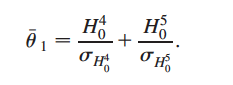 θ̄ ₁ = H₀⁴ / σ_{H₀⁴} + H₀⁵ / σ_{H₀⁵} .